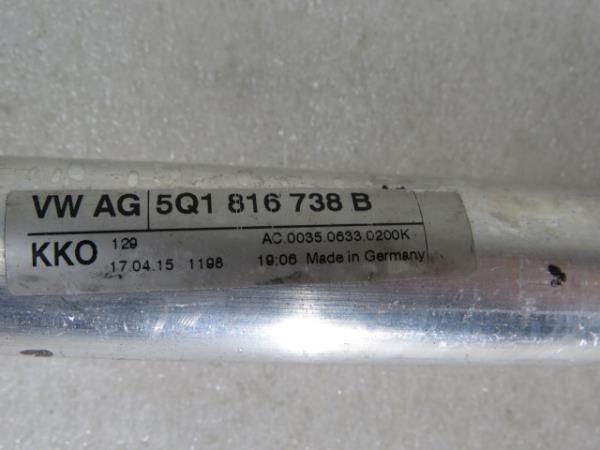 VW AG 5Q1 816 738 B
KKO 129 AC.0035.0633.0200K
17.04.15 1198 19:06 Made in Germany